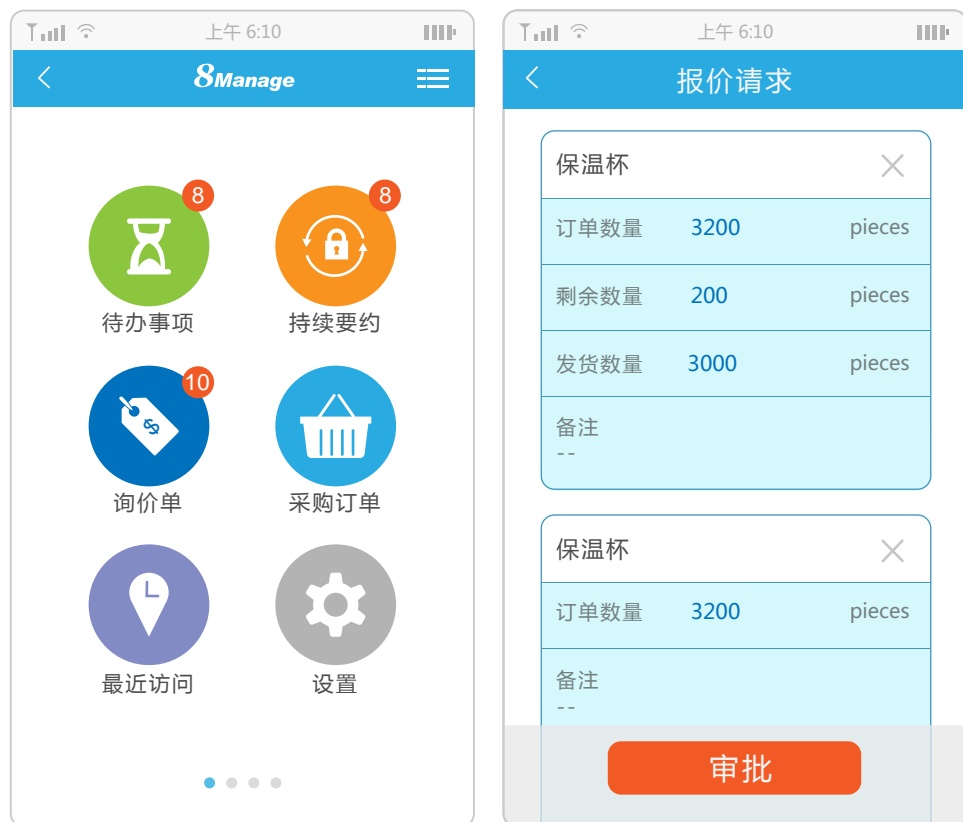 上午 6:10
8Manage
8
8
待办事项
持续要约
10
$
询价单
采购订单
最近访问
设置
上午 6:10
报价请求
保温杯
订单数量 3200 pieces
剩余数量 200 pieces
发货数量 3000 pieces
备注
--
保温杯
订单数量 3200 pieces
备注
--
审批